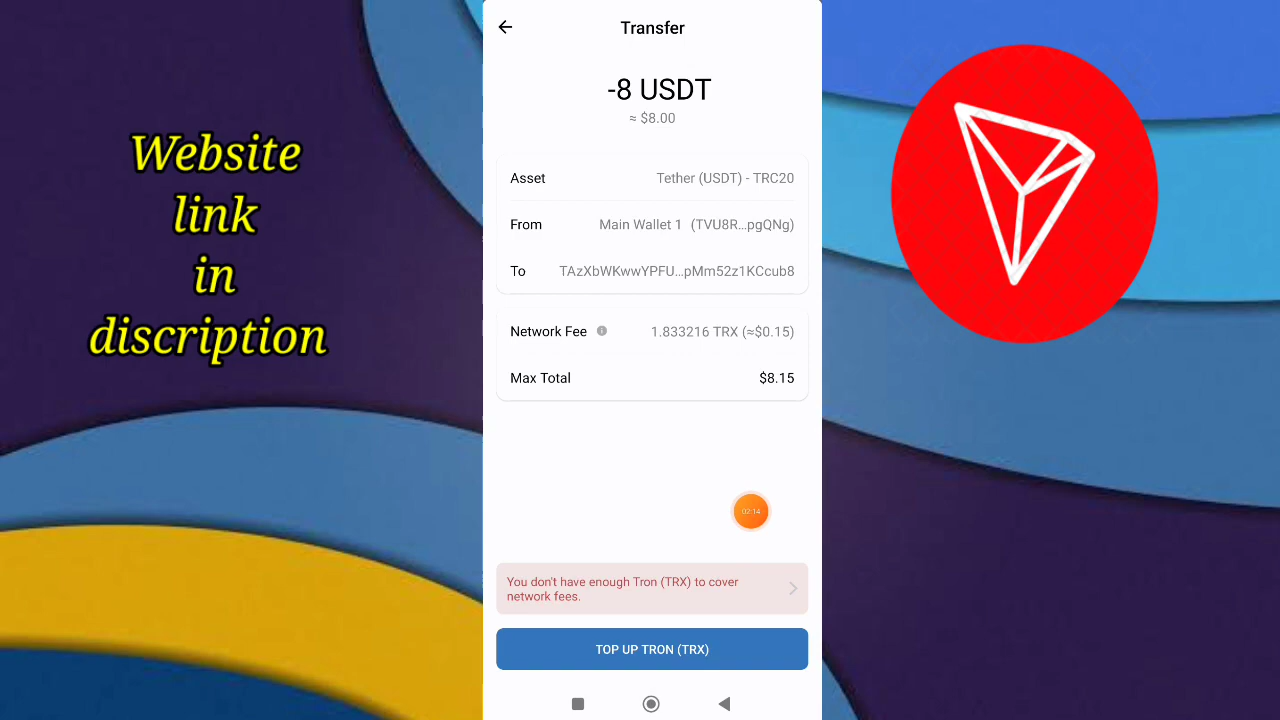 Website
link
in
discription
Transfer
-8 USDT
≈ $8.00
Asset Tether (USDT) - TRC20
From Main Wallet 1 (TVU8R...pgQNg)
To TAzXbWKwwYPFU...pMm52z1KCcub8
Network Fee 1.833216 TRX (≈$0.15)
Max Total $8.15
02:14
You don't have enough Tron (TRX) to cover
network fees.
TOP UP TRON (TRX)